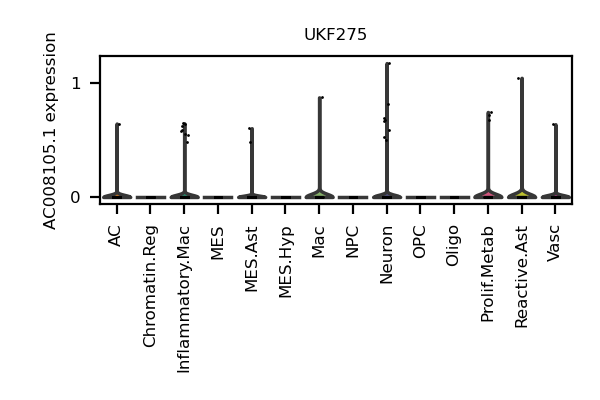 UKF275
AC008105.1 expression
1
0
AC
Chromatin.Reg
Inflammatory.Mac
MES
MES.Ast
MES.Hyp
Mac
NPC
Neuron
OPC
Oligo
Prolif.Metab
Reactive.Ast
Vasc